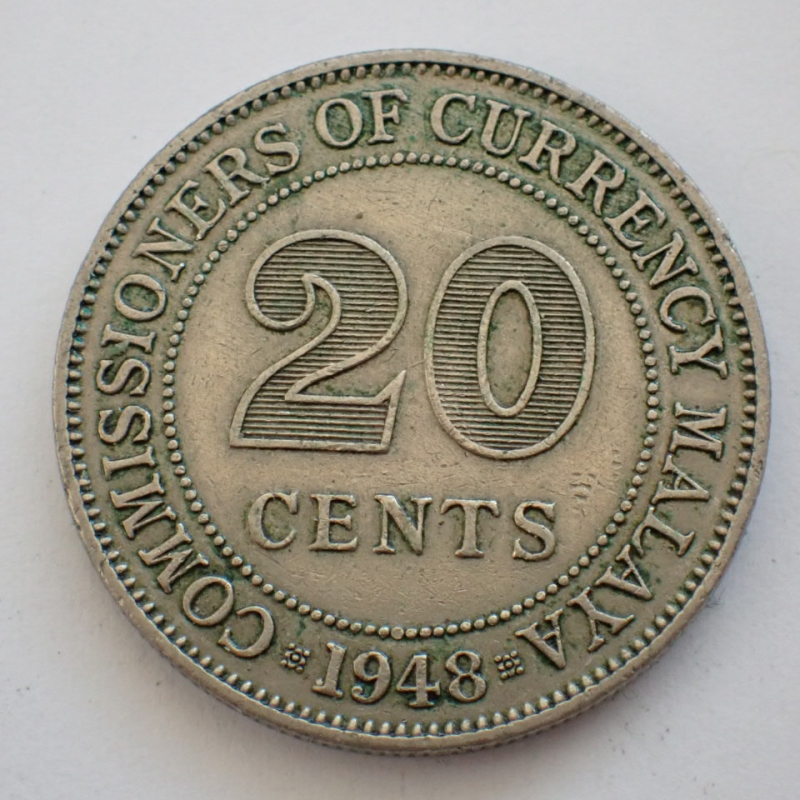 COMMISSIONERS OF CURRENCY MALAYA
20
CENTS
1948